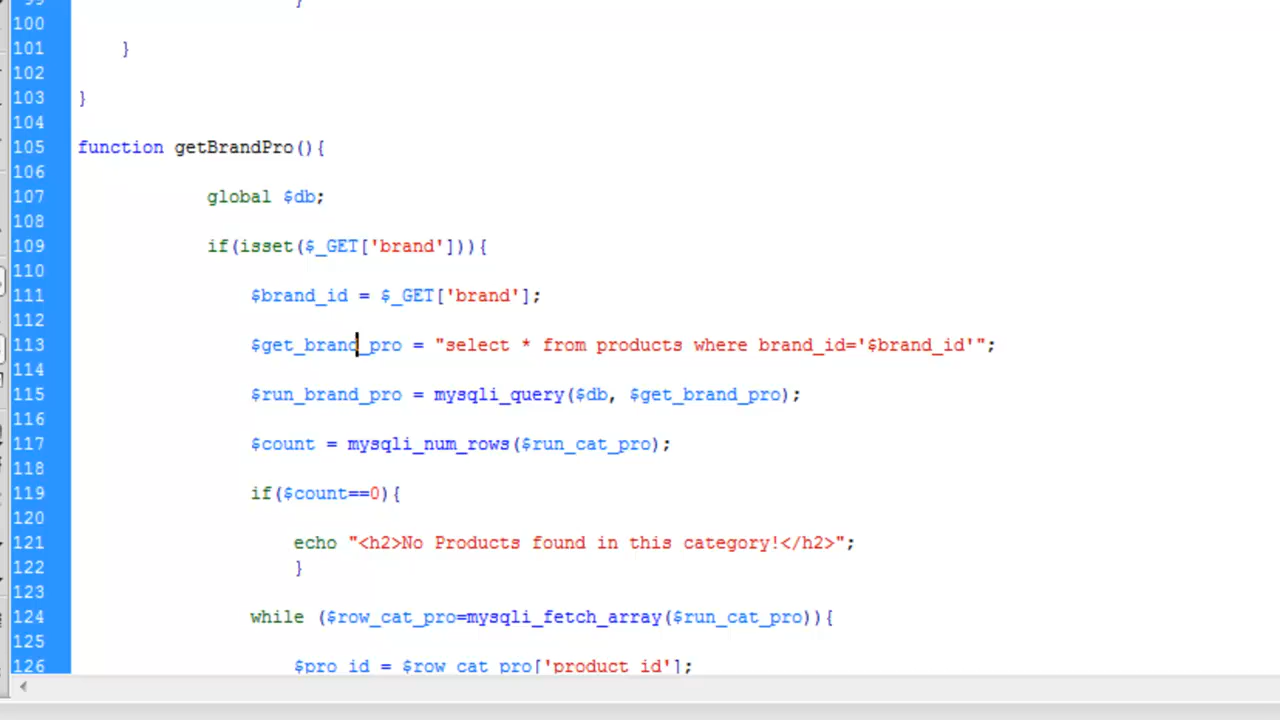 99 }
100
101 }
102
103 }
104
105 function getBrandPro(){
106
107 global $db;
108
109 if(isset($_GET['brand'])){
110
111 $brand_id = $_GET['brand'];
112
113 $get_brand_pro = "select * from products where brand_id='$brand_id'";
114
115 $run_brand_pro = mysqli_query($db, $get_brand_pro);
116
117 $count = mysqli_num_rows($run_cat_pro);
118
119 if($count==0){
120
121 echo "<h2>No Products found in this category!</h2>";
122 }
123
124 while ($row_cat_pro=mysqli_fetch_array($run_cat_pro)){
125
126 $pro_id = $row_cat_pro['product_id'];